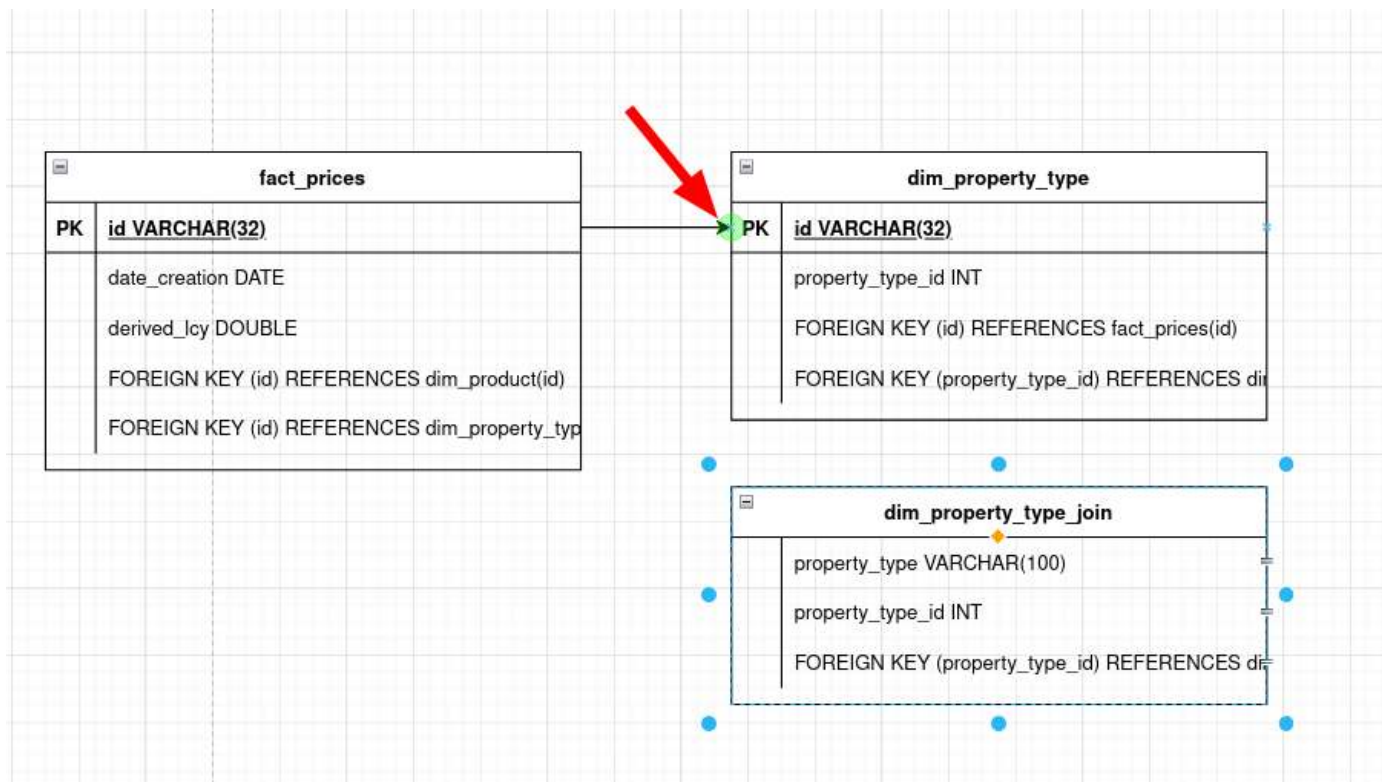 fact_prices
PK id VARCHAR(32)
date_creation DATE
derived_lcy DOUBLE
FOREIGN KEY (id) REFERENCES dim_product(id)
FOREIGN KEY (id) REFERENCES dim_property_typ
dim_property_type
PK id VARCHAR(32)
property_type_id INT
FOREIGN KEY (id) REFERENCES fact_prices(id)
FOREIGN KEY (property_type_id) REFERENCES di
dim_property_type_join
property_type VARCHAR(100)
property_type_id INT
FOREIGN KEY (property_type_id) REFERENCES di